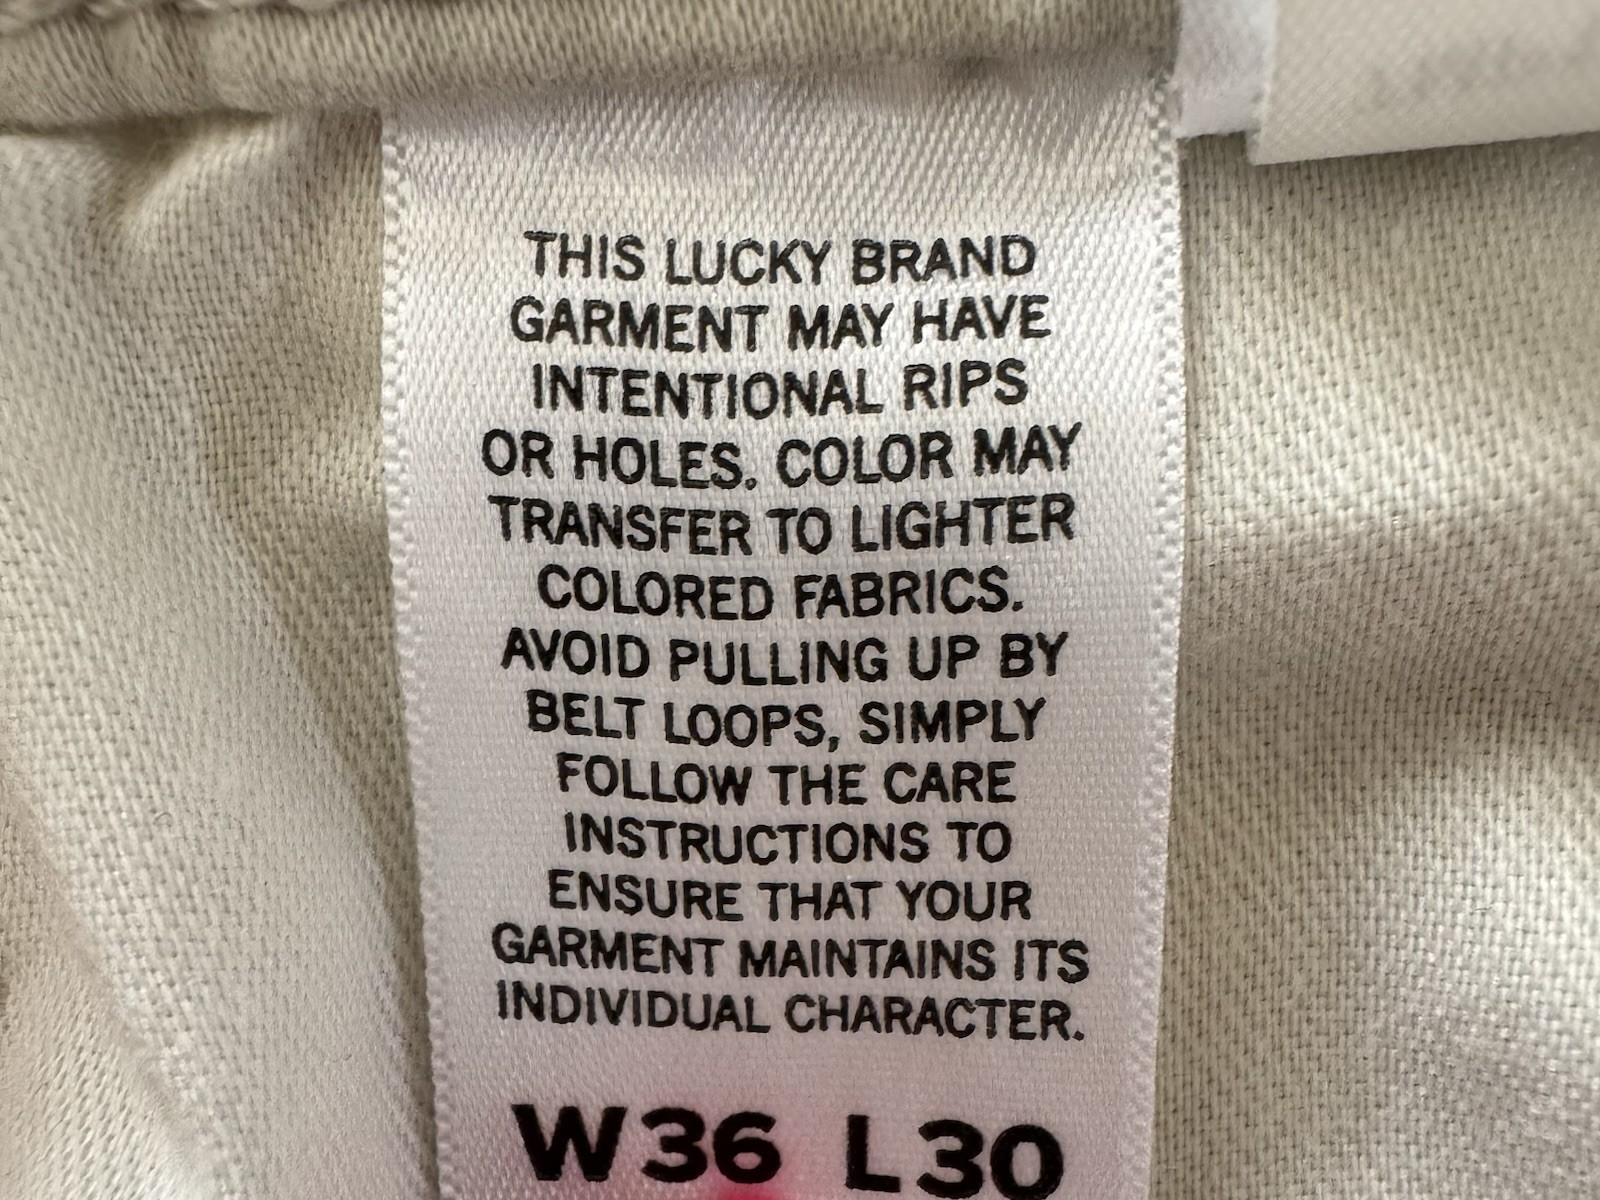 THIS LUCKY BRAND
GARMENT MAY HAVE
INTENTIONAL RIPS
OR HOLES. COLOR MAY
TRANSFER TO LIGHTER
COLORED FABRICS.
AVOID PULLING UP BY
BELT LOOPS, SIMPLY
FOLLOW THE CARE
INSTRUCTIONS TO
ENSURE THAT YOUR
GARMENT MAINTAINS ITS
INDIVIDUAL CHARACTER.
W36 L30